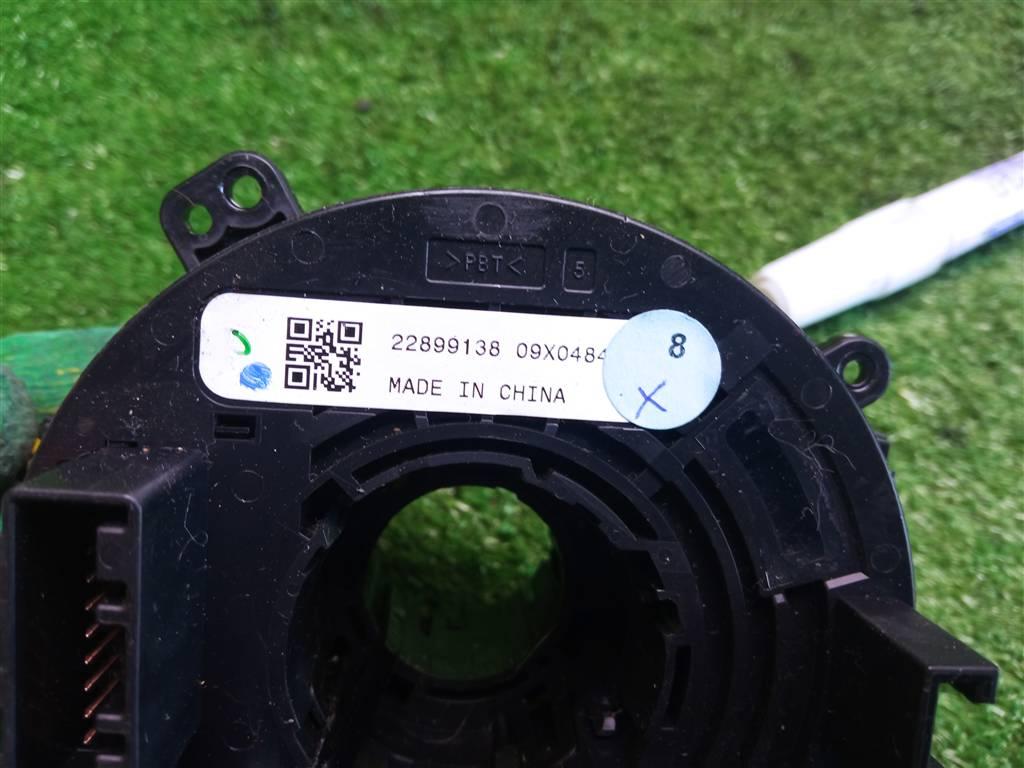 >PBT< 5
22899138 09X0484
8
MADE IN CHINA
X